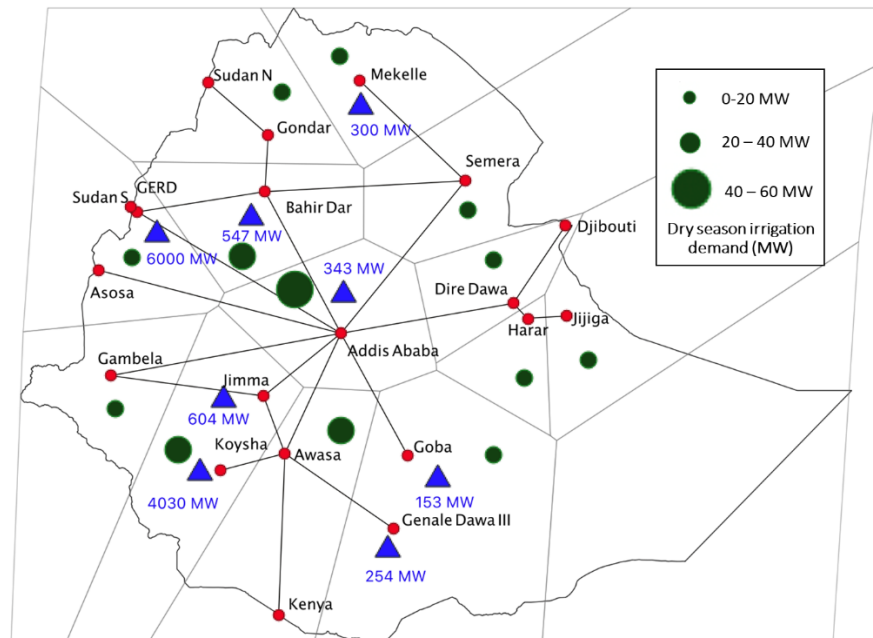 Sudan N
Mekelle
300 MW
Gondar
Semera
Sudan S
GERD
Bahir Dar
547 MW
6000MW
Djibouti
Asosa
343 MW
Dire Dawa
Harar
Jijiga
Addis Ababa
Gambela
Jimma
604 MW
Koysha
Awasa
Goba
4030 MW
153 MW
Genale Dawa III
254 MW
Kenya
0-20 MW
20 – 40 MW
40 – 60 MW
Dry season irrigation
demand (MW)